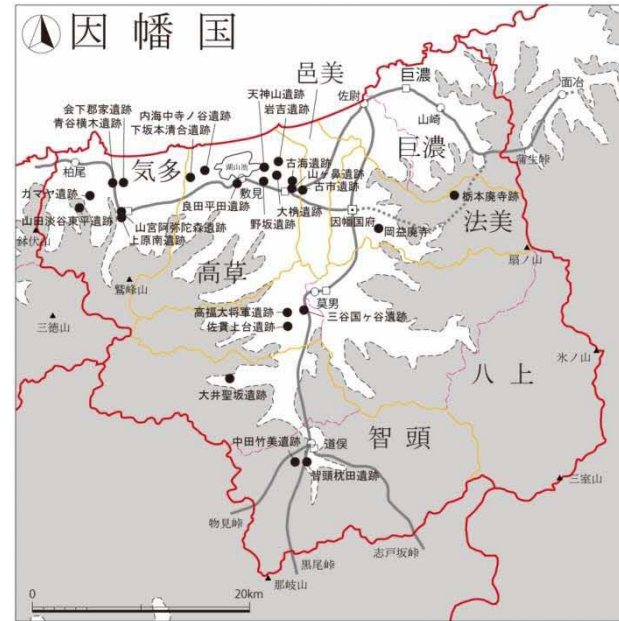 因幡国
会下郡家遺跡
青谷横木遺跡
内海中寺ノ谷遺跡
下坂本清合遺跡
天神山遺跡
岩吉遺跡
邑美
佐尉
巨濃
山崎
面治
蒲生峠
柏尾
気多
湖山池
古海遺跡
山ヶ鼻遺跡
古市遺跡
巨濃
ガマヤ遺跡
良田平田遺跡
敷見
古市遺跡
栃本廃寺跡
山田淡谷東平遺跡
山宮阿弥陀森遺跡
上原南遺跡
野坂遺跡
因幡国府
岡益廃寺
法美
鉢伏山
鷲峰山
高草
扇ノ山
三徳山
高福大将軍遺跡
佐貫上台遺跡
莫男
三谷国ヶ谷遺跡
氷ノ山
大井聖坂遺跡
八上
智頭
中田竹美遺跡
道俣
智頭枕田遺跡
三室山
物見峠
黒尾峠
志戸坂峠
那岐山
0
20km